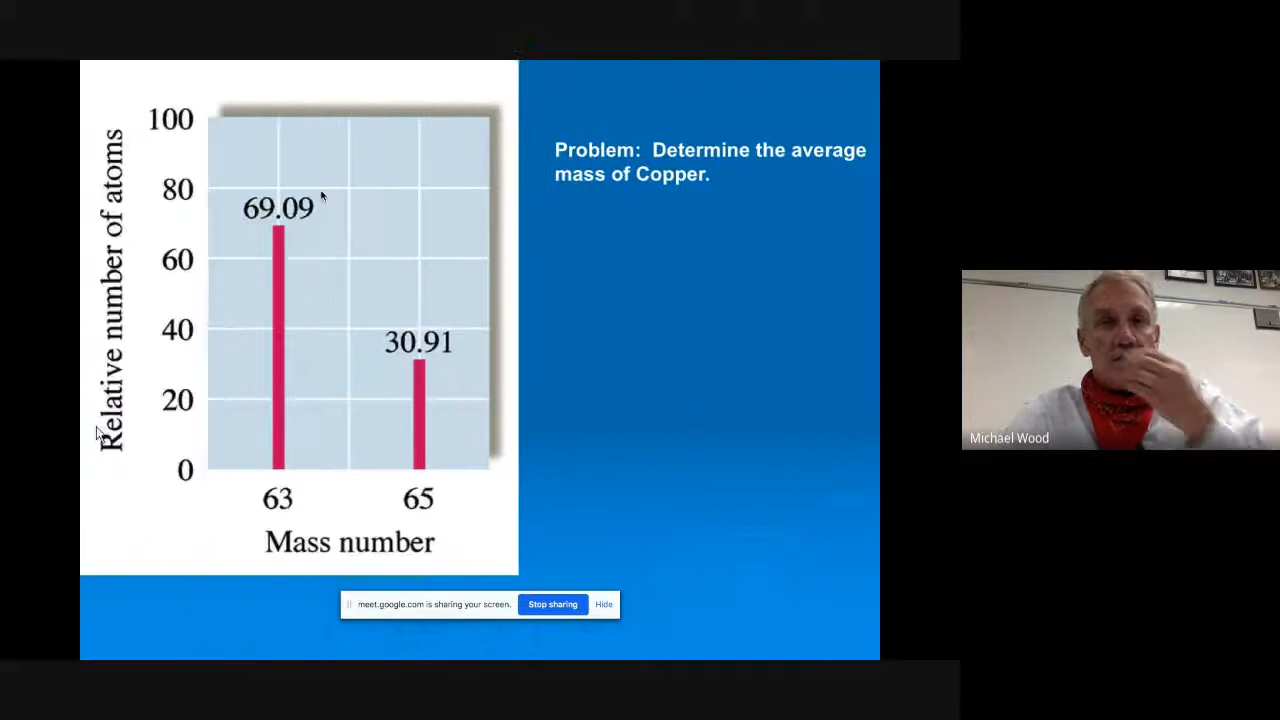 Relative number of atoms
100
80
60
40
20
0
69.09
30.91
63
65
Mass number
Problem: Determine the average
mass of Copper.
meet.google.com is sharing your screen.
Stop sharing
Hide
Michael Wood